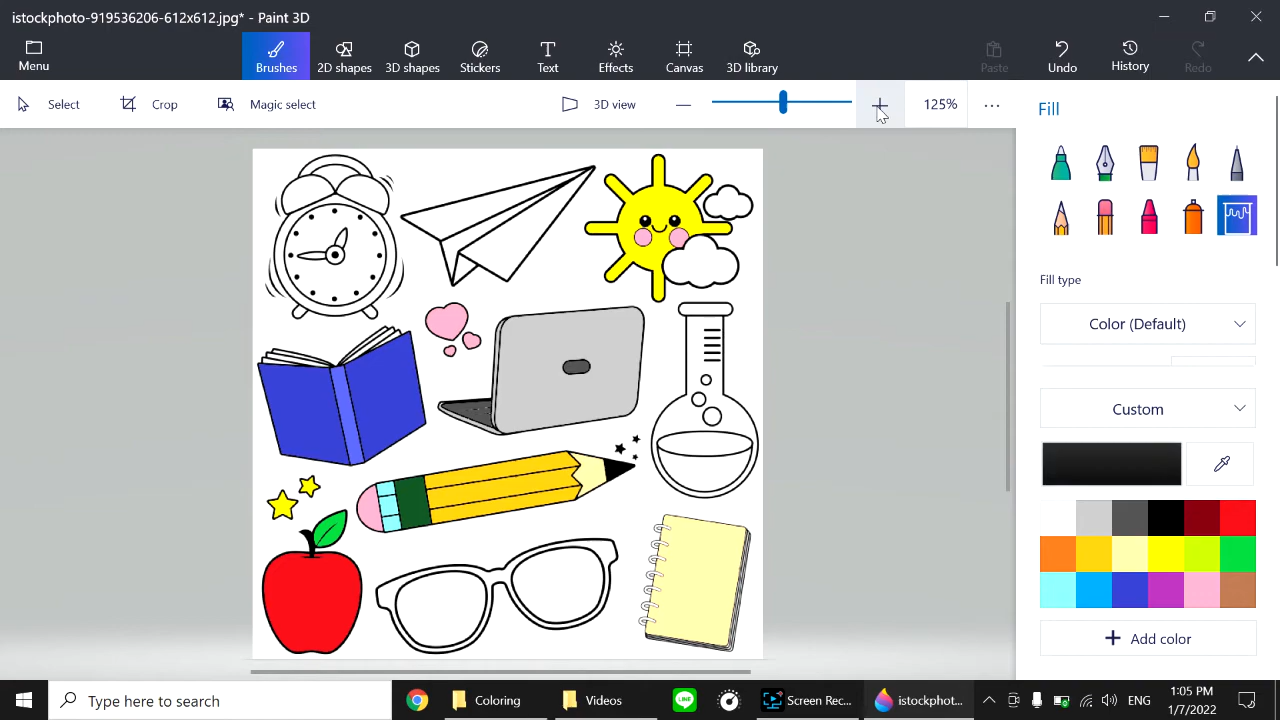 istockphoto-919536206-612x612.jpg* - Paint 3D
Menu
Brushes
2D shapes
3D shapes
Stickers
Text
Effects
Canvas
3D library
Paste
Undo
History
Redo
Select
Crop
Magic select
3D view
125%
Fill
Fill type
Color (Default)
Custom
Add color
Type here to search
Coloring
Videos
Screen Rec...
istockphot...
ENG
1:05 PM
1/7/2022